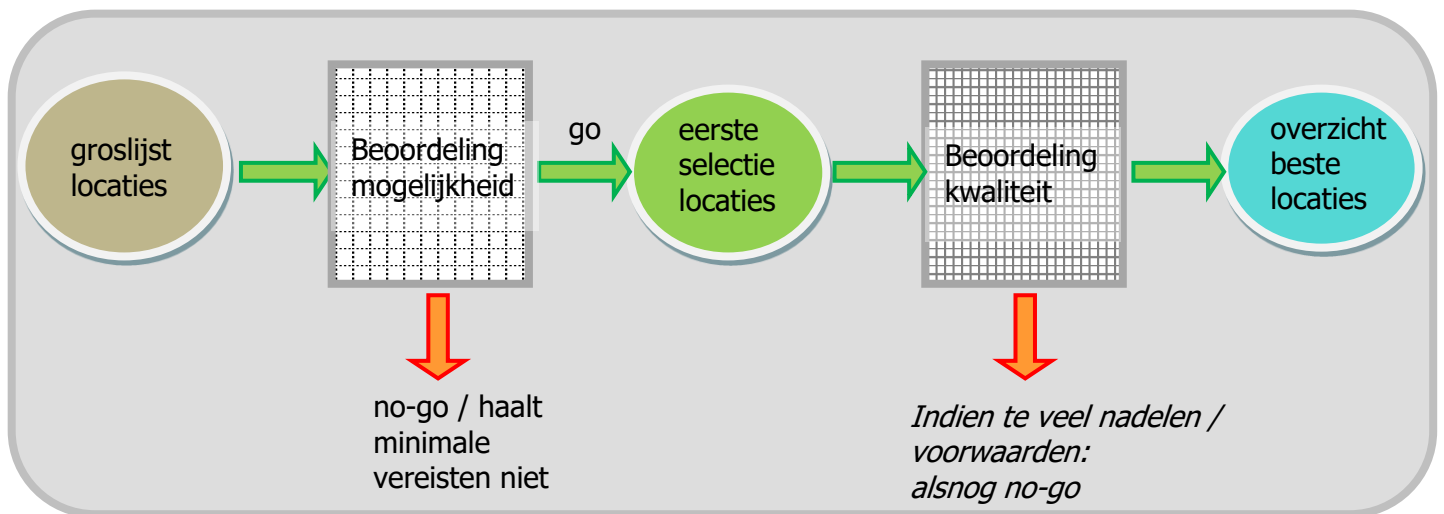 groslijst
locaties
Beoordeling
mogelijkheid
go
eerste
selectie
locaties
Beoordeling
kwaliteit
overzicht
beste
locaties
no-go / haalt
minimale
vereisten niet
Indien te veel nadelen /
voorwaarden:
alsnog no-go